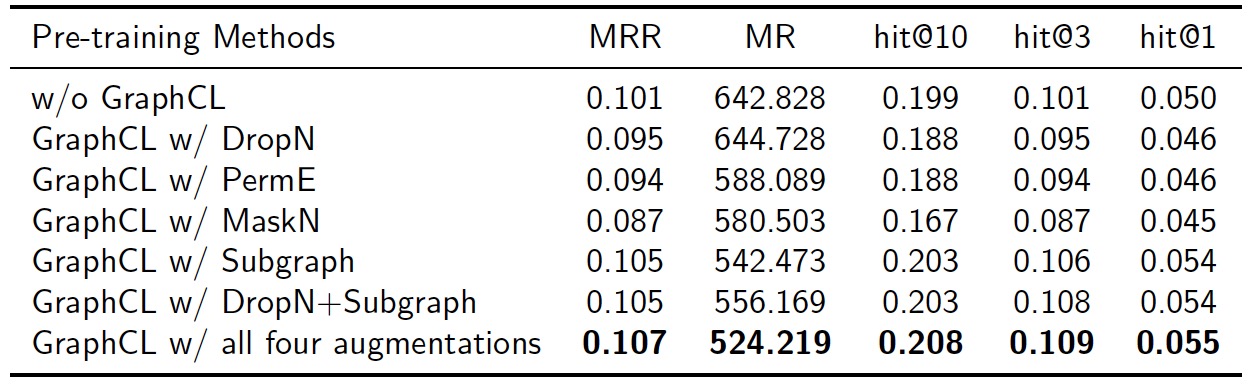 Pre-training Methods MRR MR hit@10 hit@3 hit@1
w/o GraphCL 0.101 642.828 0.199 0.101 0.050
GraphCL w/ DropN 0.095 644.728 0.188 0.095 0.046
GraphCL w/ PermE 0.094 588.089 0.188 0.094 0.046
GraphCL w/ MaskN 0.087 580.503 0.167 0.087 0.045
GraphCL w/ Subgraph 0.105 542.473 0.203 0.106 0.054
GraphCL w/ DropN+Subgraph 0.105 556.169 0.203 0.108 0.054
GraphCL w/ all four augmentations 0.107 524.219 0.208 0.109 0.055